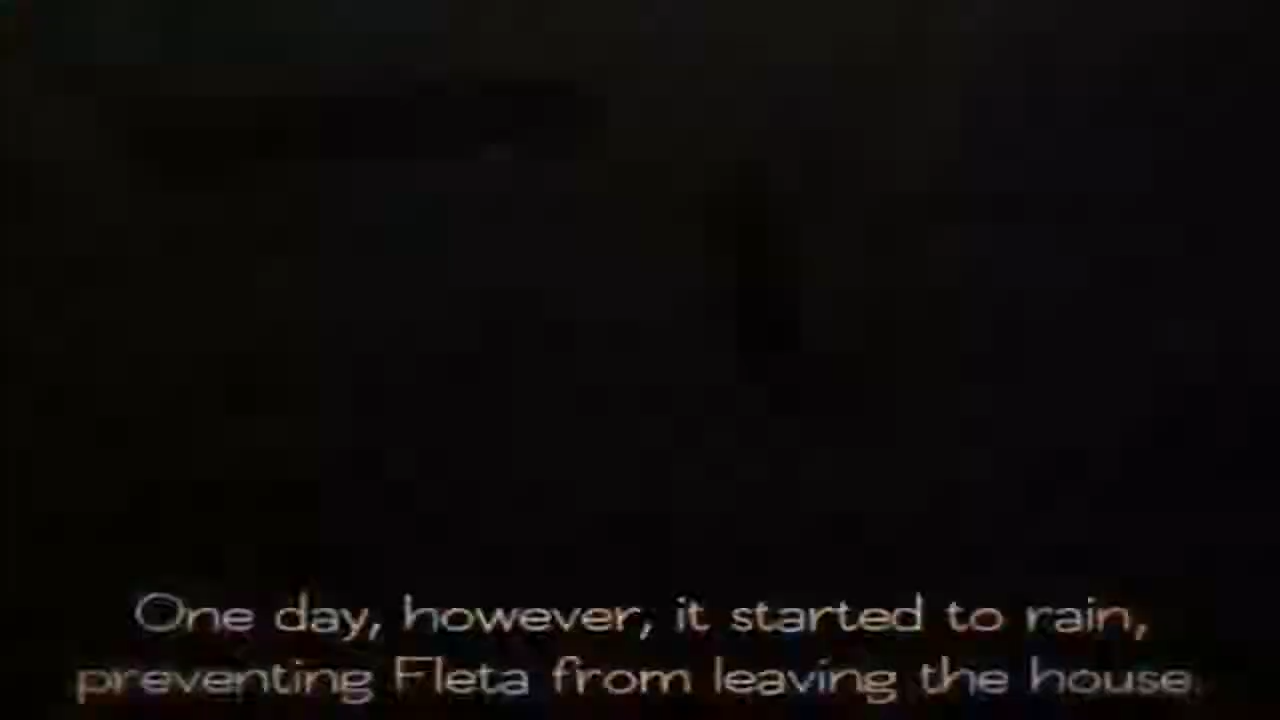 One day, however, it started to rain,
preventing Fleta from leaving the house.